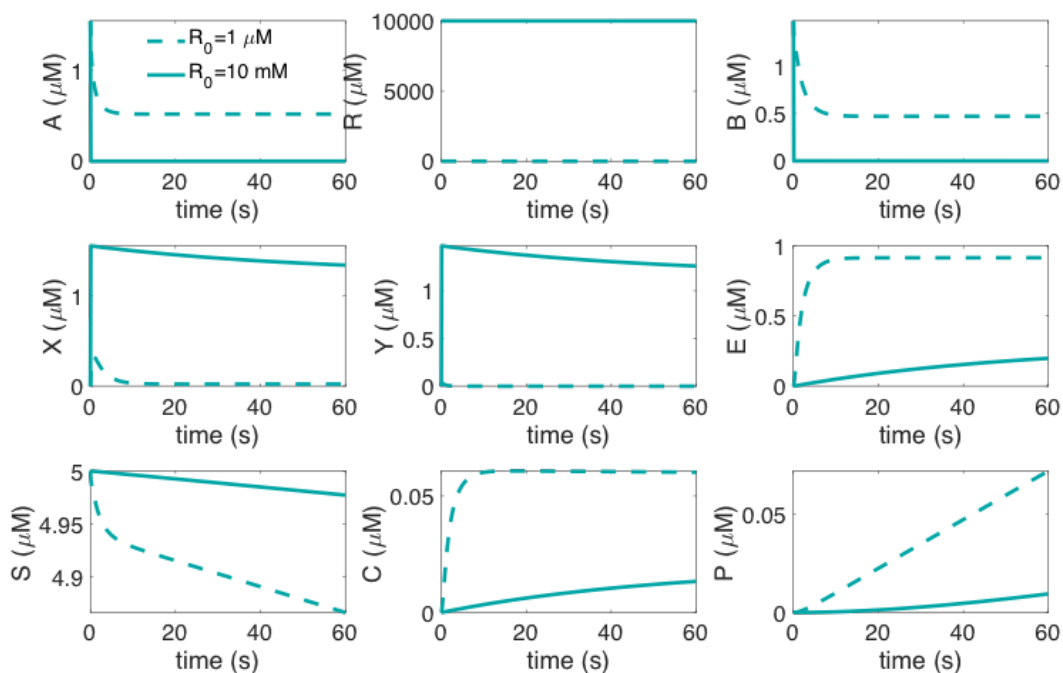 A (μM)
1
0
R₀=1 μM
R₀=10 mM
0 20 40 60
time (s)
R (μM)
10000
5000
0
0 20 40 60
time (s)
B (μM)
1
0.5
0
0 20 40 60
time (s)
X (μM)
1
0
0 20 40 60
time (s)
Y (μM)
1
0.5
0
0 20 40 60
time (s)
E (μM)
1
0.5
0
0 20 40 60
time (s)
S (μM)
5
4.95
4.9
0 20 40 60
time (s)
C (μM)
0.05
0
0 20 40 60
time (s)
P (μM)
0.05
0
0 20 40 60
time (s)